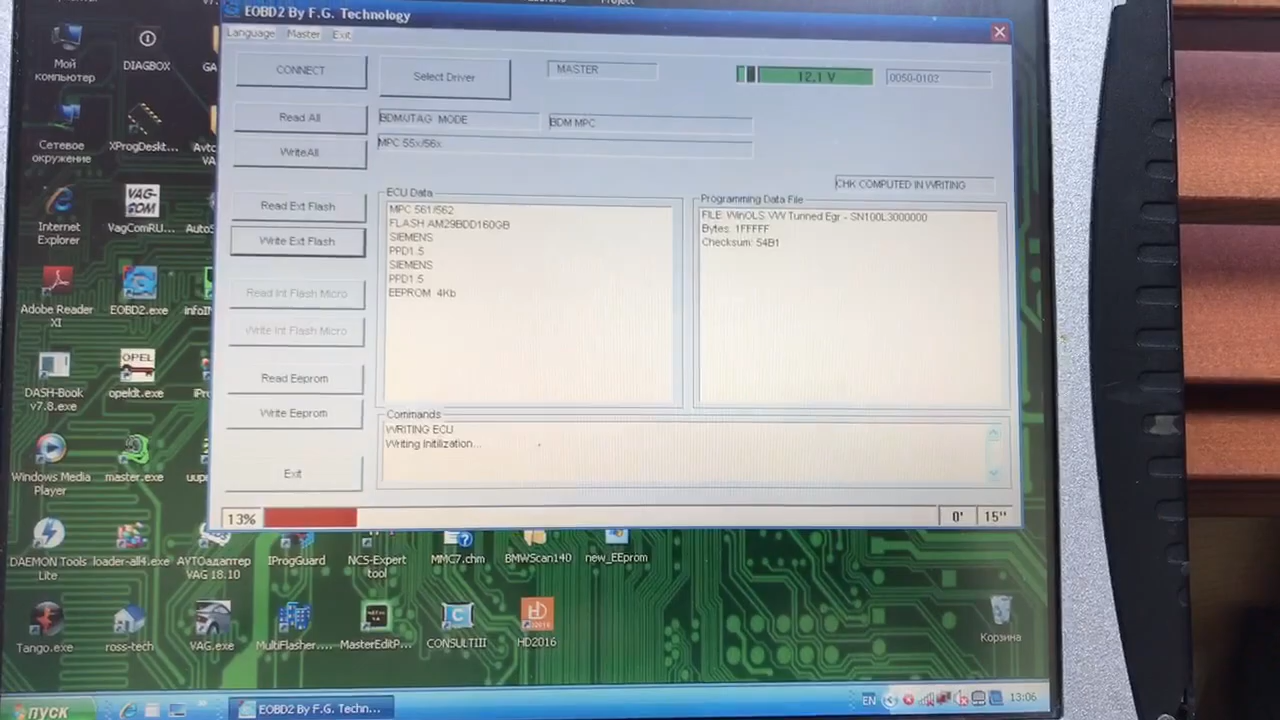 Project
EOBD2 By F.G. Technology
Language Master Exit
CONNECT
Select Driver
MASTER
12,1 V
0050-0102
Read All
BDM/JTAG MODE
BDM MPC
WriteAll
MPC 55x/56x
CHK COMPUTED IN WRITING
Read Ext Flash
Write Ext Flash
Read Int Flash Micro
Write Int Flash Micro
Read Eeprom
Write Eeprom
Exit
ECU Data
MPC 561/562
FLASH AM29BDD160GB
SIEMENS
PPD1.5
SIEMENS
PPD1.5
EEPROM 4Kb
Programming Data File
FILE: WinOLS VW Tunned Egr - SN100L3000000
Bytes: 1FFFFF
Checksum: 54B1
Commands
WRITING ECU
Writing Initilization...
13%
0'
15"
Мой
компьютер
DIAGBOX
Сетевое
окружение
XProgDeskt...
VAG-
COM
Internet
Explorer
VagComRU...
Adobe Reader
XI
EOBD2.exe
DASH-Book
v7.8.exe
OPEL
opeldt.exe
Windows Media
Player
master.exe
DAEMON Tools
Lite
loader-all4.exe
АУТОадаптер
VAG 18.10
IProgGuard
NCS-Expert
tool
MMC7.chm
BMWScan140
new_EEprom
Tango.exe
ross-tech
VAG.exe
MultiFlasher....
MasterEditP...
CONSULTIII
HD2016
Корзина
пуск
EOBD2 By F.G. Techn...
EN
13:06